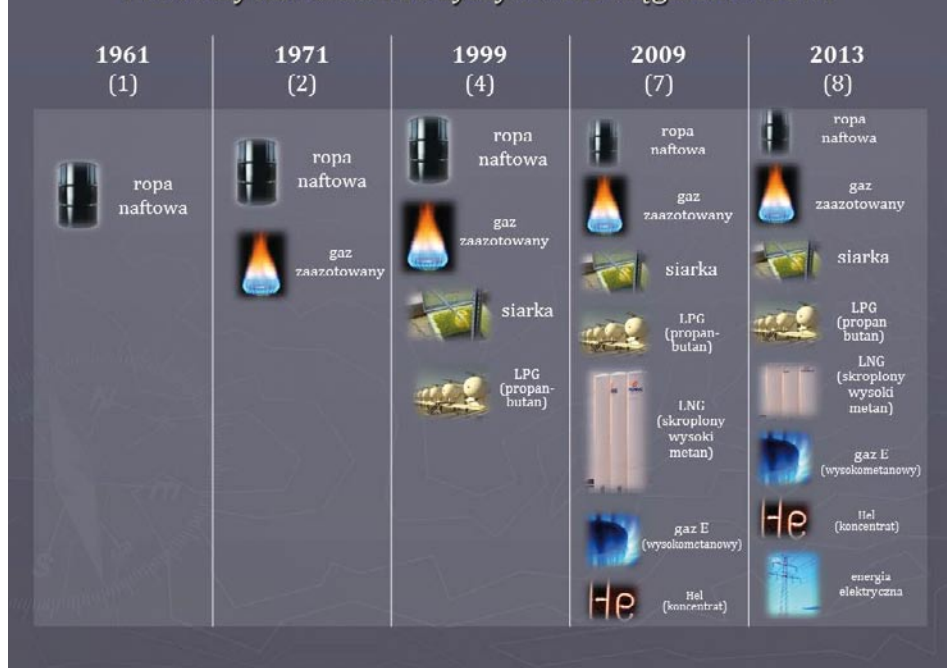 1961
(1)
ropa
naftowa
1971
(2)
ropa
naftowa
gaz
zaazotowany
1999
(4)
ropa
naftowa
gaz
zaazotowany
siarka
LPG
(propan-
butan)
2009
(7)
ropa
naftowa
gaz
zaazotowany
siarka
LPG
(propan-
butan)
LNG
(skroplony
wysoki
metan)
gaz E
(wysokometanowy)
He
Hel
(koncentrat)
2013
(8)
ropa
naftowa
gaz
zaazotowany
siarka
LPG
(propan
butan)
LNG
(skroplony
wysoki
metan)
gaz E
(wysokometanowy)
He
Hel
(koncentrat)
energia
elektryczna